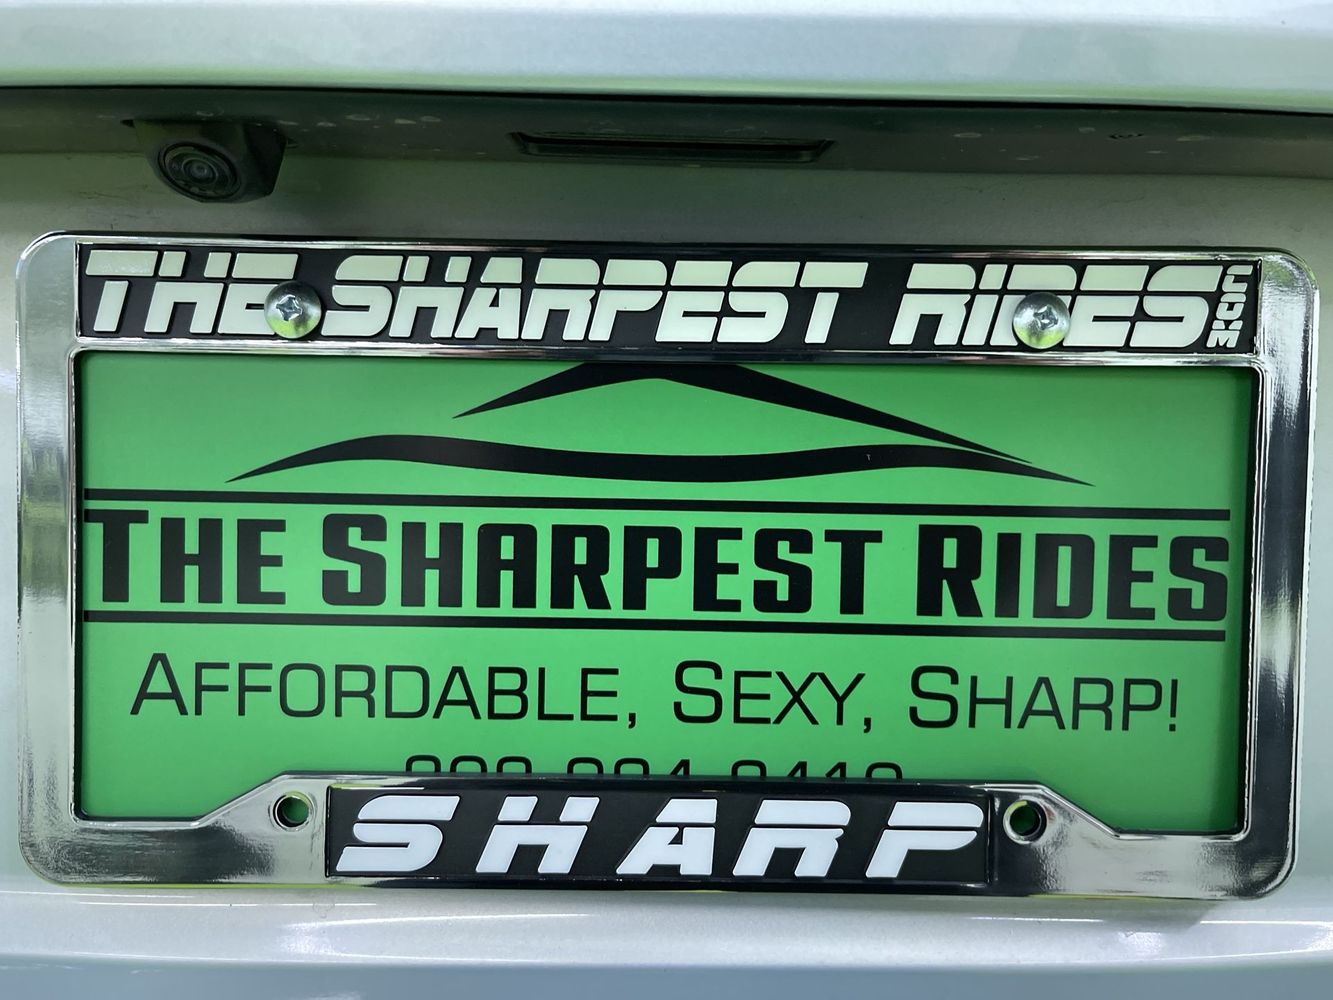 THE SHARPEST RIDES.COM
THE SHARPEST RIDES
AFFORDABLE, SEXY, SHARP!
SHARP